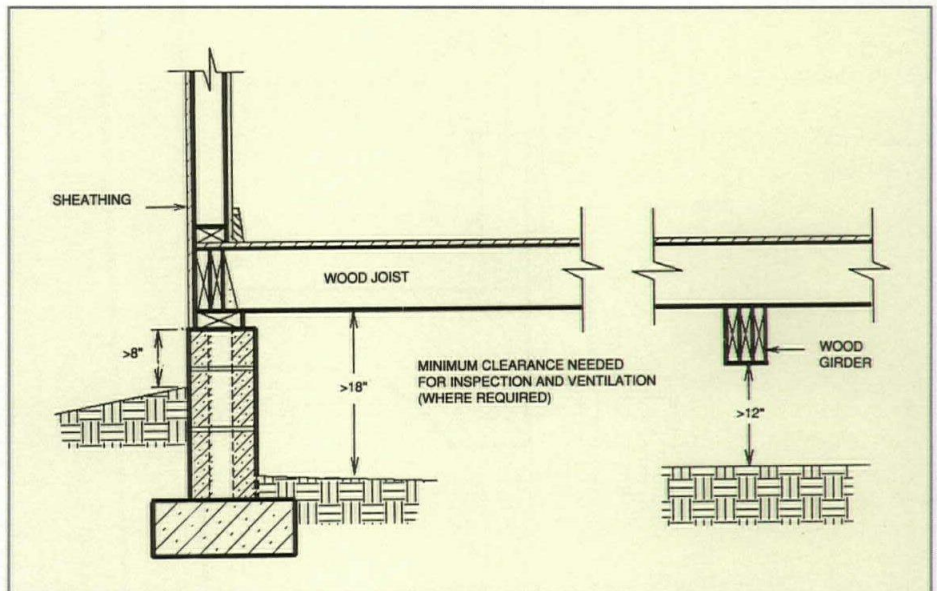 SHEATHING
WOOD JOIST
>8"
>18"
MINIMUM CLEARANCE NEEDED
FOR INSPECTION AND VENTILATION
(WHERE REQUIRED)
WOOD
GIRDER
>12"